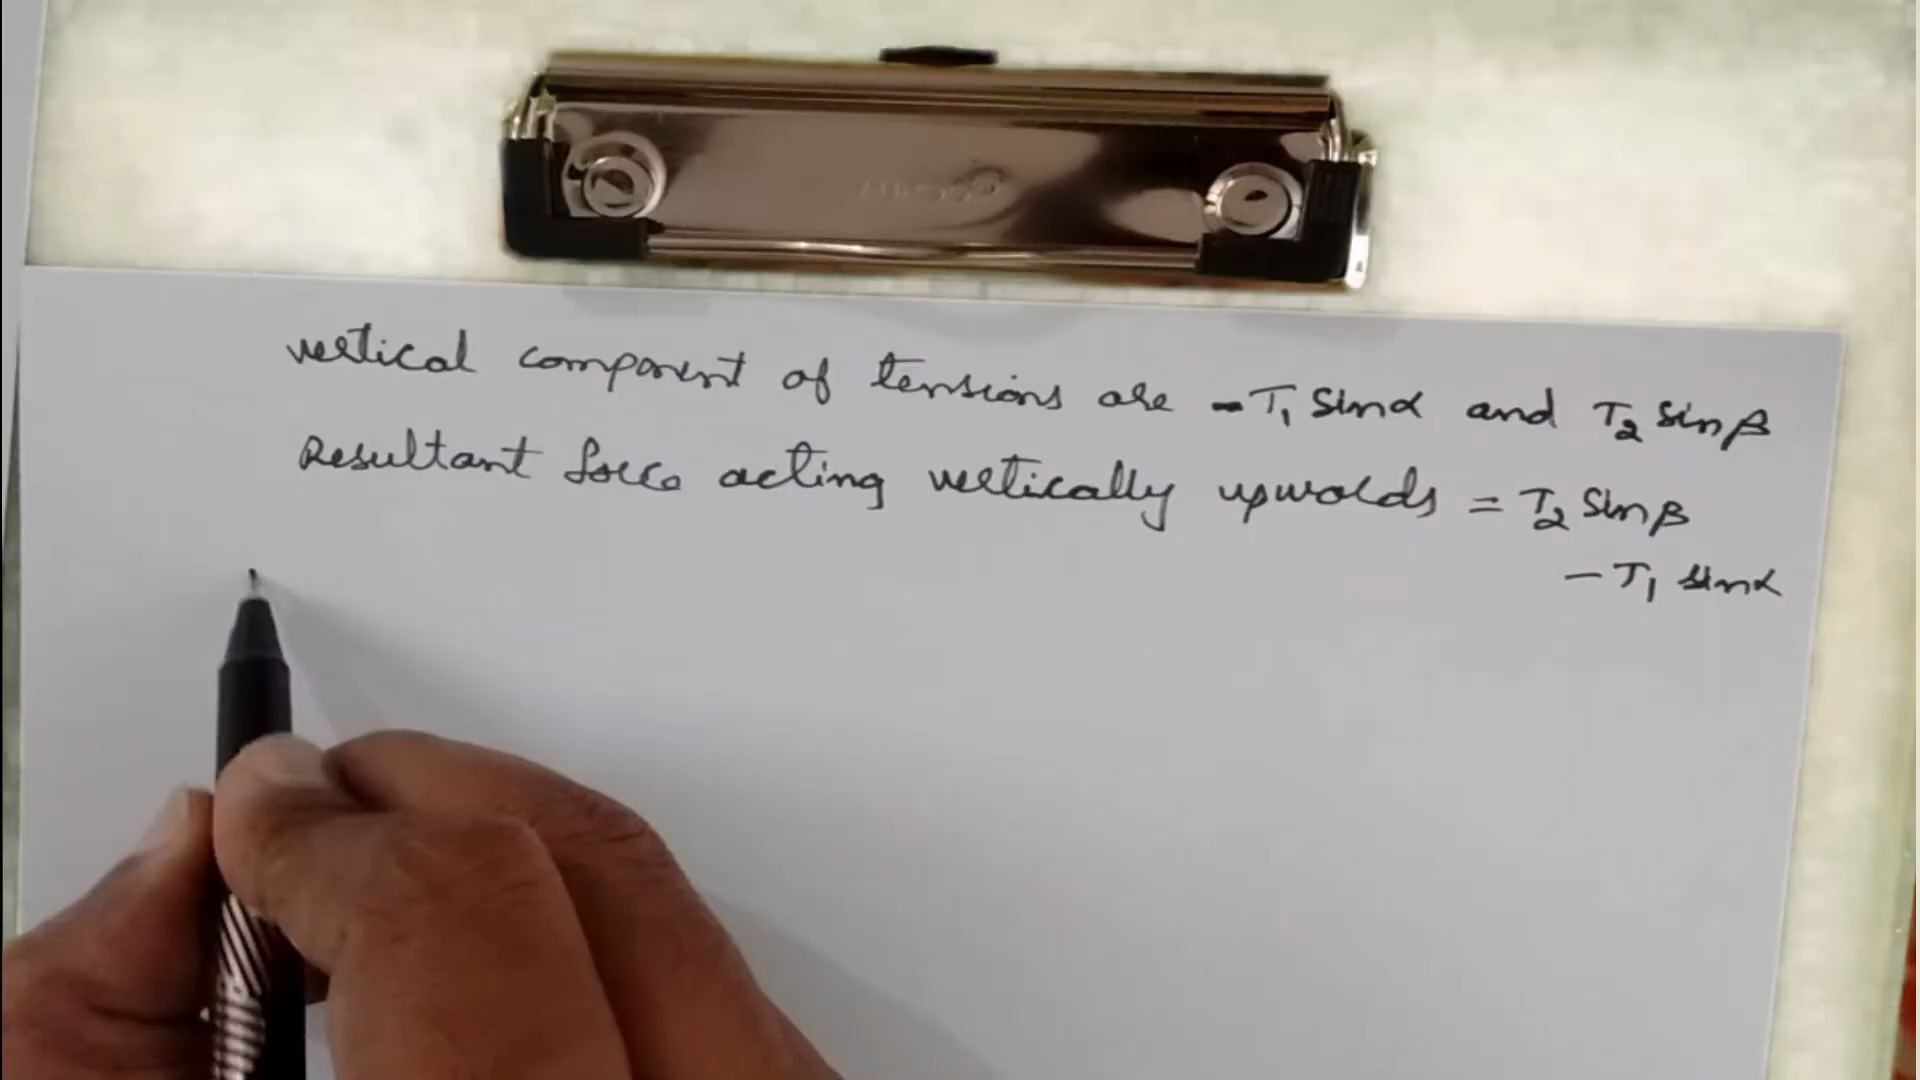 vertical component of tensions are -T₁ sinα and T₂ sinβ
Resultant force acting vertically upwards = T₂ sinβ
- T₁ sinα